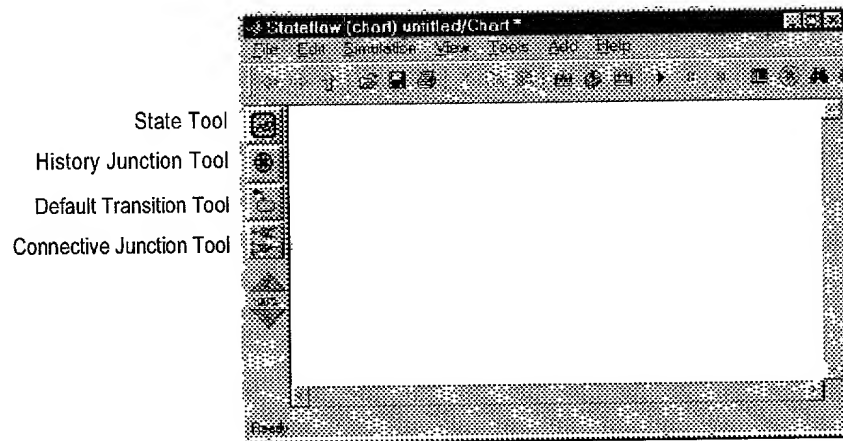 Stateflow (chart) untitled/Chart *
File Edit Simulation View Tools Add Help
State Tool
History Junction Tool
Default Transition Tool
Connective Junction Tool
Ready